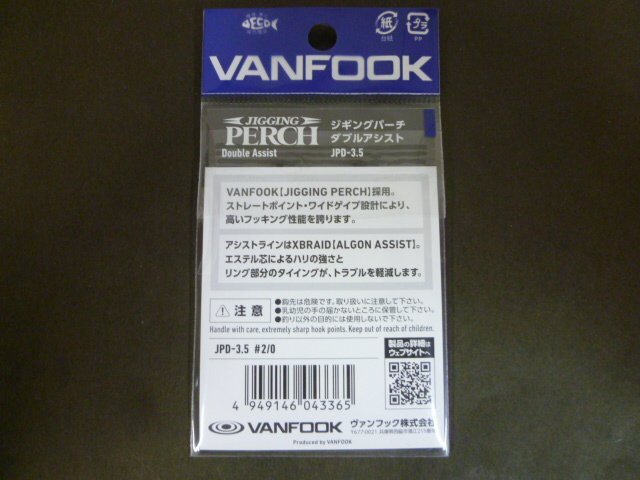 紙
台紙
プラ
PP
VANFOOK
JIGGING
PERCH
Double Assist
ジギングパーチ
ダブルアシスト
JPD-3.5
VANFOOK【JIGGING PERCH】採用。
ストレートポイント・ワイドゲイプ設計により、
高いフッキング性能を誇ります。
アシストラインはXBRAID【ALGON ASSIST】。
エステル芯によるハリの強さと
リング部分のタイイングが、トラブルを軽減します。
注意
●鈎先は危険です。取り扱いに注意して下さい。
●乳幼児の手の届かないところに保管して下さい。
●釣り以外の目的には使用しないで下さい。
Handle with care, extremely sharp hook points. Keep out of reach of children.
JPD-3.5 #2/0
製品の詳細は
ウェブサイトへ
4 949146 043365
VANFOOK
ヴァンフック株式会社
〒677-0021
Produced by VANFOOK